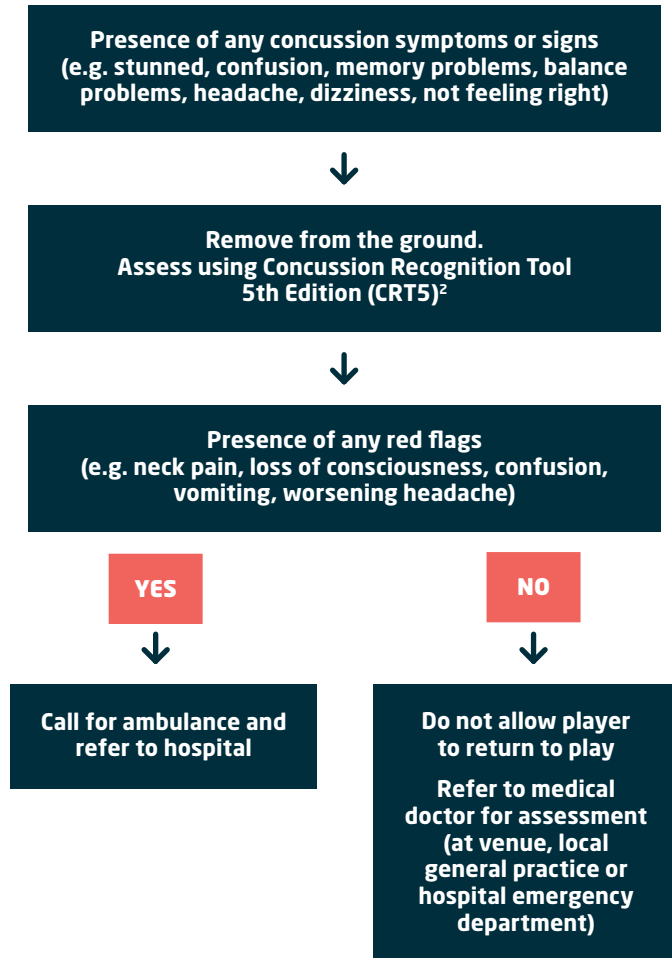 Presence of any concussion symptoms or signs
(e.g. stunned, confusion, memory problems, balance
problems, headache, dizziness, not feeling right)
Remove from the ground.
Assess using Concussion Recognition Tool
5th Edition (CRT5)²
Presence of any red flags
(e.g. neck pain, loss of consciousness, confusion,
vomiting, worsening headache)
YES
NO
Call for ambulance and
refer to hospital
Do not allow player
to return to play
Refer to medical
doctor for assessment
(at venue, local
general practice or
hospital emergency
department)